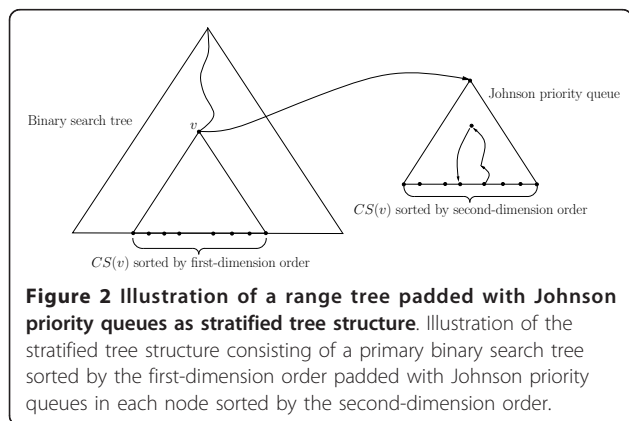 Johnson priority queue
Binary search tree
v
CS(v) sorted by second-dimension order
CS(v) sorted by first-dimension order
Figure 2 Illustration of a range tree padded with Johnson
priority queues as stratified tree structure. Illustration of the
stratified tree structure consisting of a primary binary search tree
sorted by the first-dimension order padded with Johnson priority
queues in each node sorted by the second-dimension order.